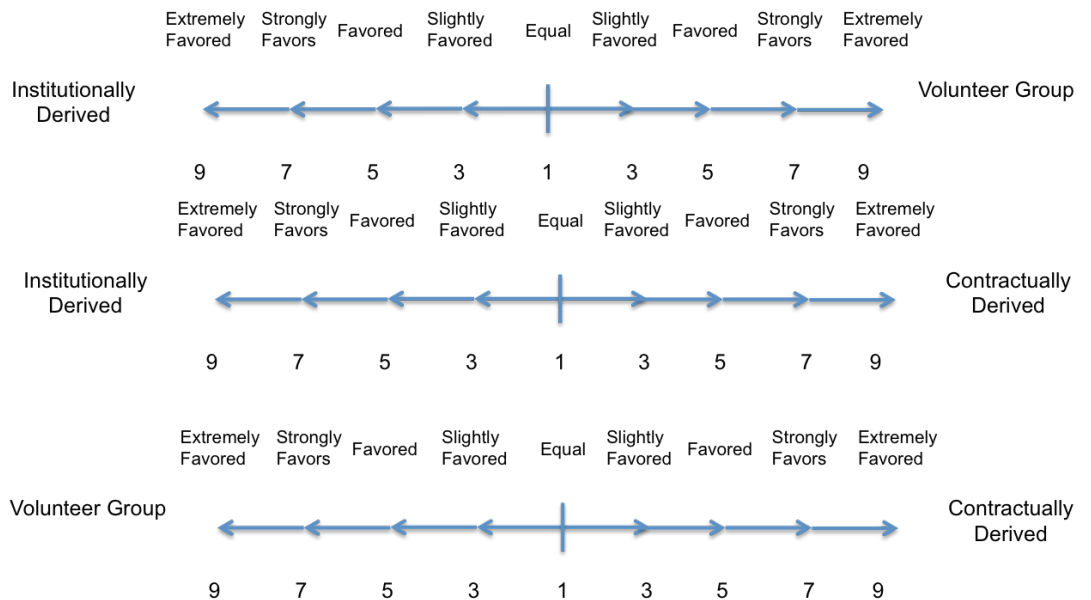 Extremely Favored Strongly Favors Favored Slightly Favored Equal Slightly Favored Favored Strongly Favors Extremely Favored
Institutionally Derived Volunteer Group
9 7 5 3 1 3 5 7 9
Extremely Favored Strongly Favors Favored Slightly Favored Equal Slightly Favored Favored Strongly Favors Extremely Favored
Institutionally Derived Contractually Derived
9 7 5 3 1 3 5 7 9
Extremely Favored Strongly Favors Favored Slightly Favored Equal Slightly Favored Favored Strongly Favors Extremely Favored
Volunteer Group Contractually Derived
9 7 5 3 1 3 5 7 9